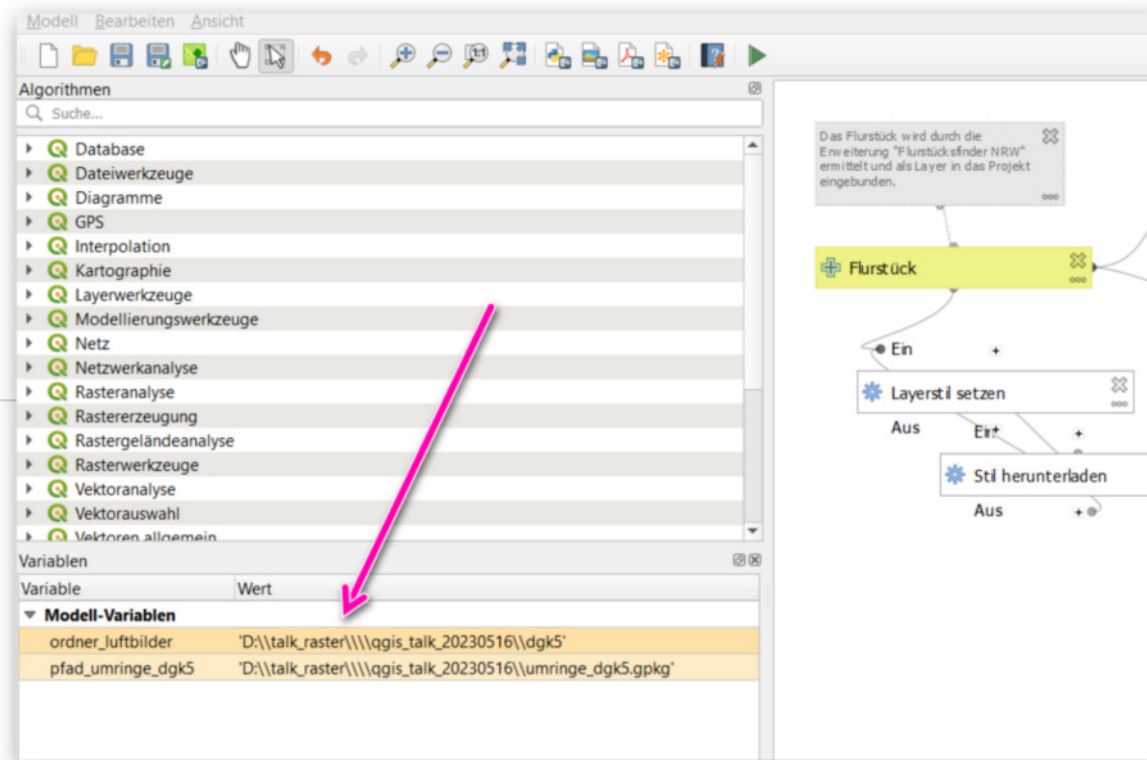 Modell Bearbeiten Ansicht
Algorithmen
Suche...
Database
Dateiwerkzeuge
Diagramme
GPS
Interpolation
Kartographie
Layerwerkzeuge
Modellierungswerkzeuge
Netz
Netzwerkanalyse
Rasteranalyse
Rastererzeugung
Rastergeländeanalyse
Rasterwerkzeuge
Vektoranalyse
Vektorauswahl
Vektoren allgemein
Variablen
Variable Wert
Modell-Variablen
ordner_luftbilder 'D:\\talk_raster\\\\qgis_talk_20230516\\dgk5'
pfad_umringe_dgk5 'D:\\talk_raster\\\\qgis_talk_20230516\\umringe_dgk5.gpkg'
Das Flurstück wird durch die
Erweiterung "Flurstücksfinder NRW"
ermittelt und als Layer in das Projekt
eingebunden.
Flurstück
Ein +
Layerstil setzen
Aus Ein +
Stil herunterladen
Aus +